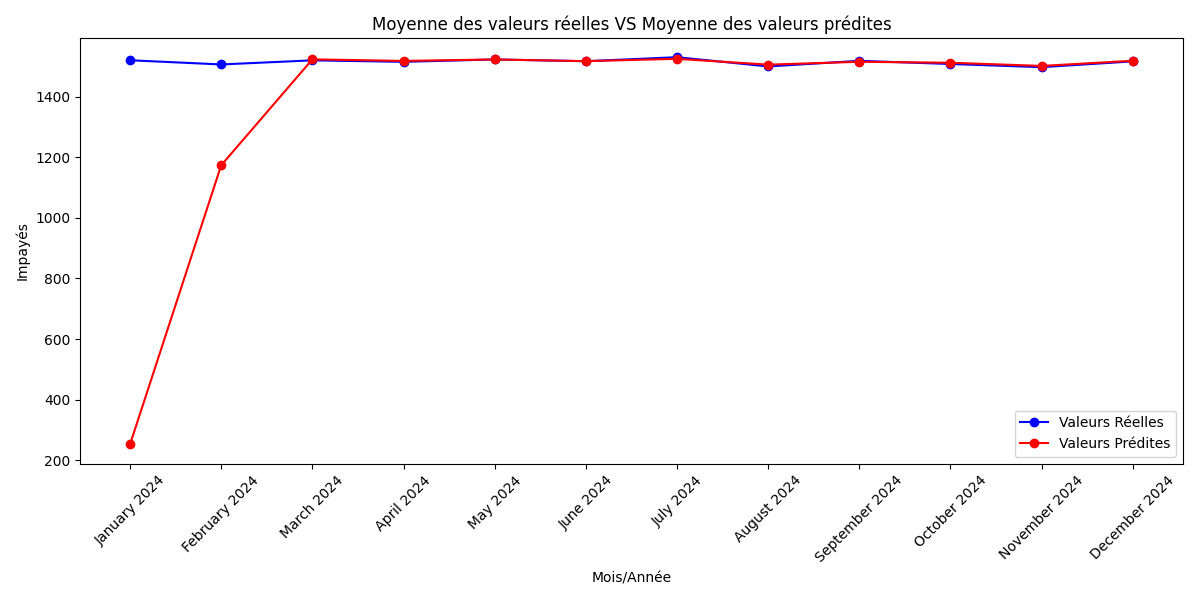 Moyenne des valeurs réelles VS Moyenne des valeurs prédites
Impayés
1400
1200
1000
800
600
400
200
Valeurs Réelles
Valeurs Prédites
January 2024
February 2024
March 2024
April 2024
May 2024
June 2024
July 2024
August 2024
September 2024
October 2024
November 2024
December 2024
Mois/Année